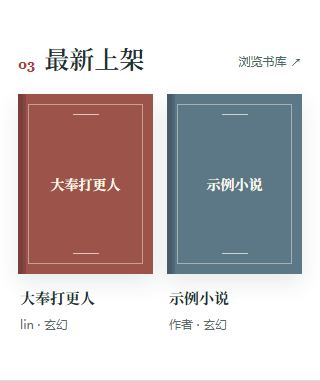 03 最新上架
浏览书库 ↗
大奉打更人
示例小说
大奉打更人
示例小说
lin · 玄幻
作者 · 玄幻